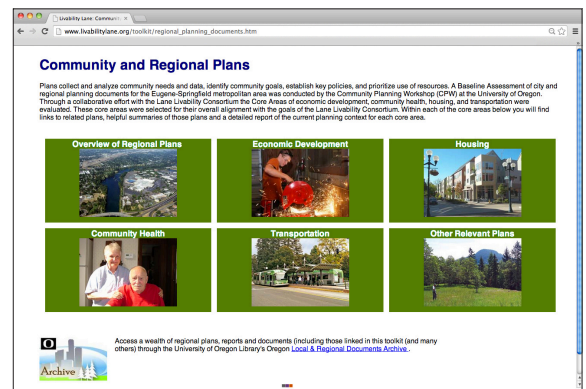 Livability Lane: Communit
www.livabilitylane.org/toolkit/regional_planning_documents.htm
Community and Regional Plans
Plans collect and analyze community needs and data, identify community goals, establish key policies, and prioritize use of resources. A Baseline Assessment of city and
regional planning documents for the Eugene-Springfield metropolitan area was conducted by the Community Planning Workshop (CPW) at the University of Oregon.
Through a collaborative effort with the Lane Livability Consortium the Core Areas of economic development, community health, housing, and transportation were
evaluated. These core areas were selected for their overall alignment with the goals of the Lane Livability Consortium. Within each of the core areas below you will find
links to related plans, helpful summaries of those plans and a detailed report of the current planning context for each core area.
Overview of Regional Plans
Economic Development
Housing
Community Health
Transportation
Other Relevant Plans
Access a wealth of regional plans, reports and documents (including those linked in this toolkit (and many
others) through the University of Oregon Library's Oregon Local & Regional Documents Archive .
O
Archive